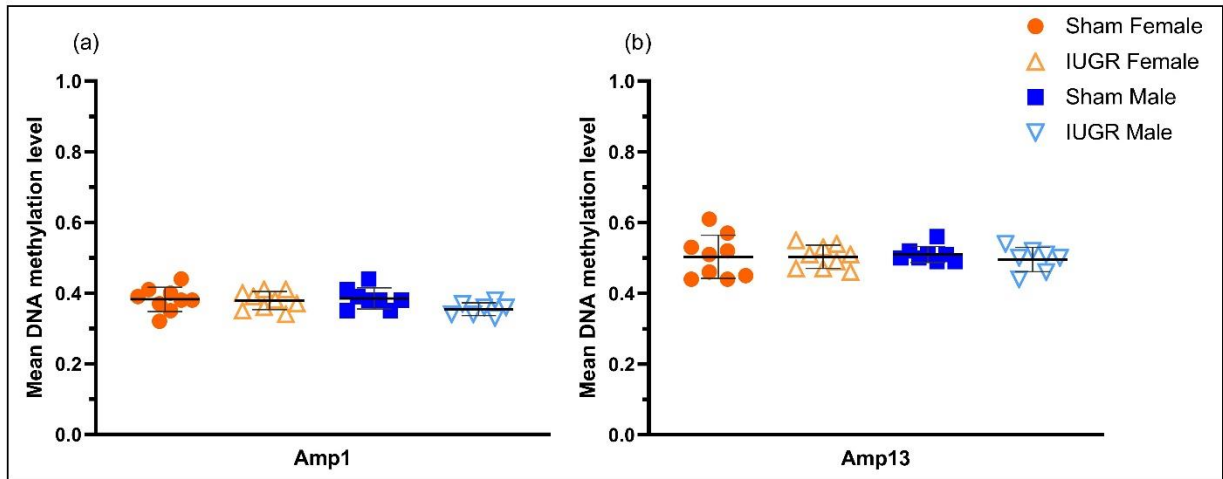 (a)
Mean DNA methylation level
1.0
0.8
0.6
0.4
0.2
0.0
Amp1
(b)
Mean DNA methylation level
1.0
0.8
0.6
0.4
0.2
0.0
Amp13
Sham Female
IUGR Female
Sham Male
IUGR Male